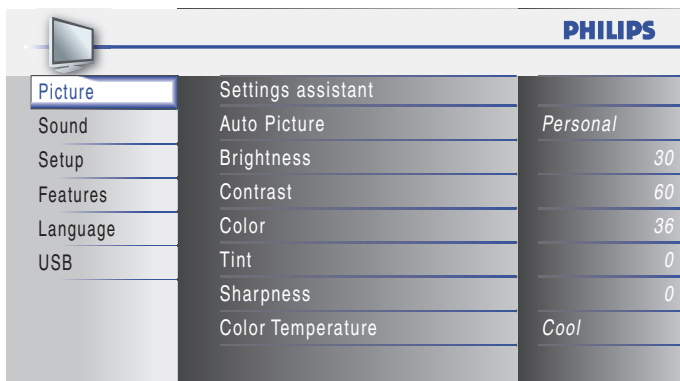 PHILIPS
Picture
Sound
Setup
Features
Language
USB
Settings assistant
Auto Picture Personal
Brightness 30
Contrast 60
Color 36
Tint 0
Sharpness 0
Color Temperature Cool